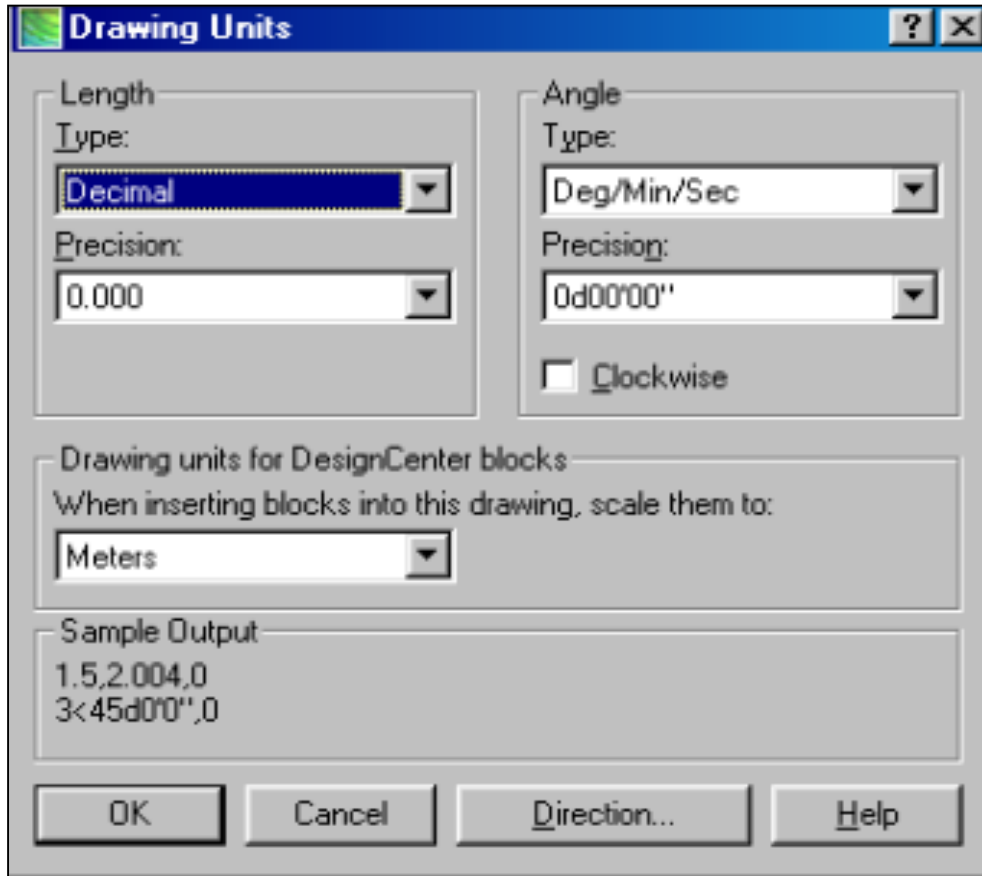 Drawing Units
Length
Type:
Decimal
Precision:
0.000
Angle
Type:
Deg/Min/Sec
Precision:
0d00'00"
Clockwise
Drawing units for DesignCenter blocks
When inserting blocks into this drawing, scale them to:
Meters
Sample Output
1.5,2.004,0
3<45d0'0",0
OK
Cancel
Direction...
Help